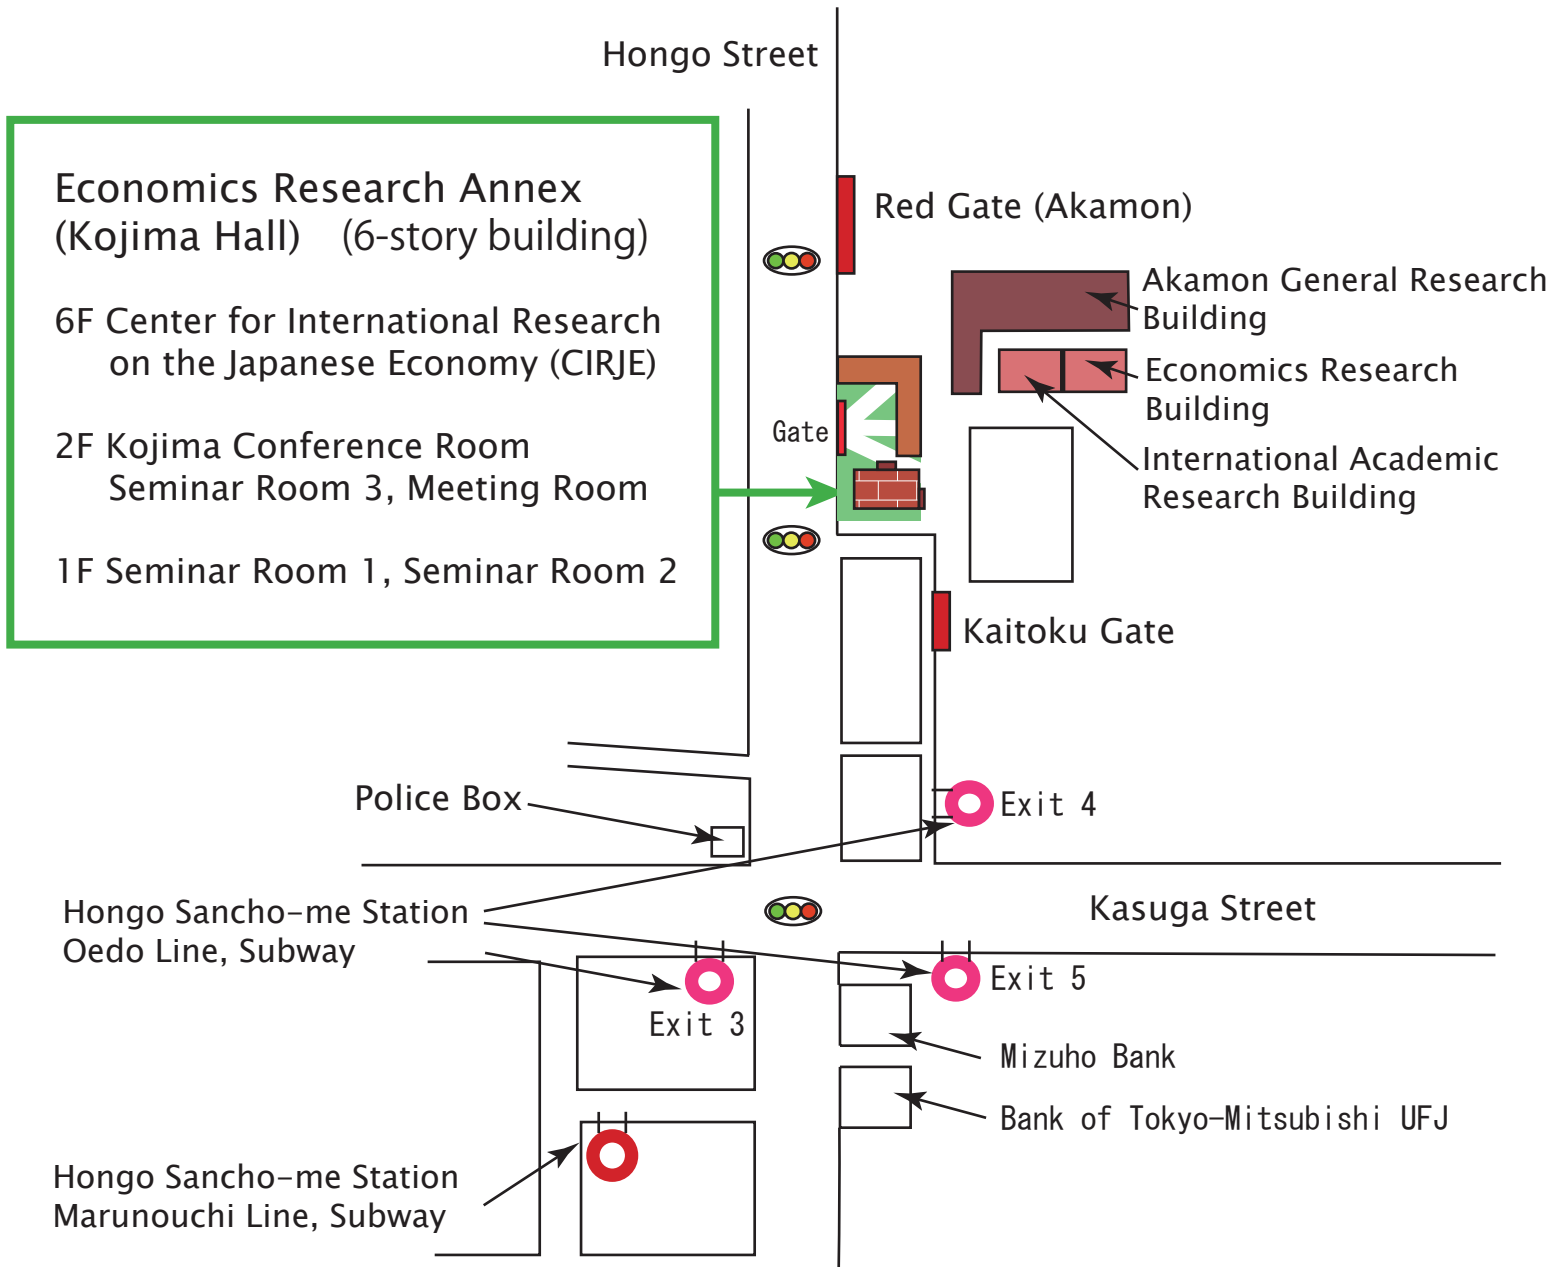 Hongo Street
Economics Research Annex
(Kojima Hall) (6-story building)
6F Center for International Research
on the Japanese Economy (CIRJE)
2F Kojima Conference Room
Seminar Room 3, Meeting Room
1F Seminar Room 1, Seminar Room 2
Red Gate (Akamon)
Akamon General Research
Building
Economics Research
Building
Gate
International Academic
Research Building
Kaitoku Gate
Police Box
Exit 4
Hongo Sancho-me Station
Oedo Line, Subway
Kasuga Street
Exit 5
Exit 3
Mizuho Bank
Bank of Tokyo-Mitsubishi UFJ
Hongo Sancho-me Station
Marunouchi Line, Subway